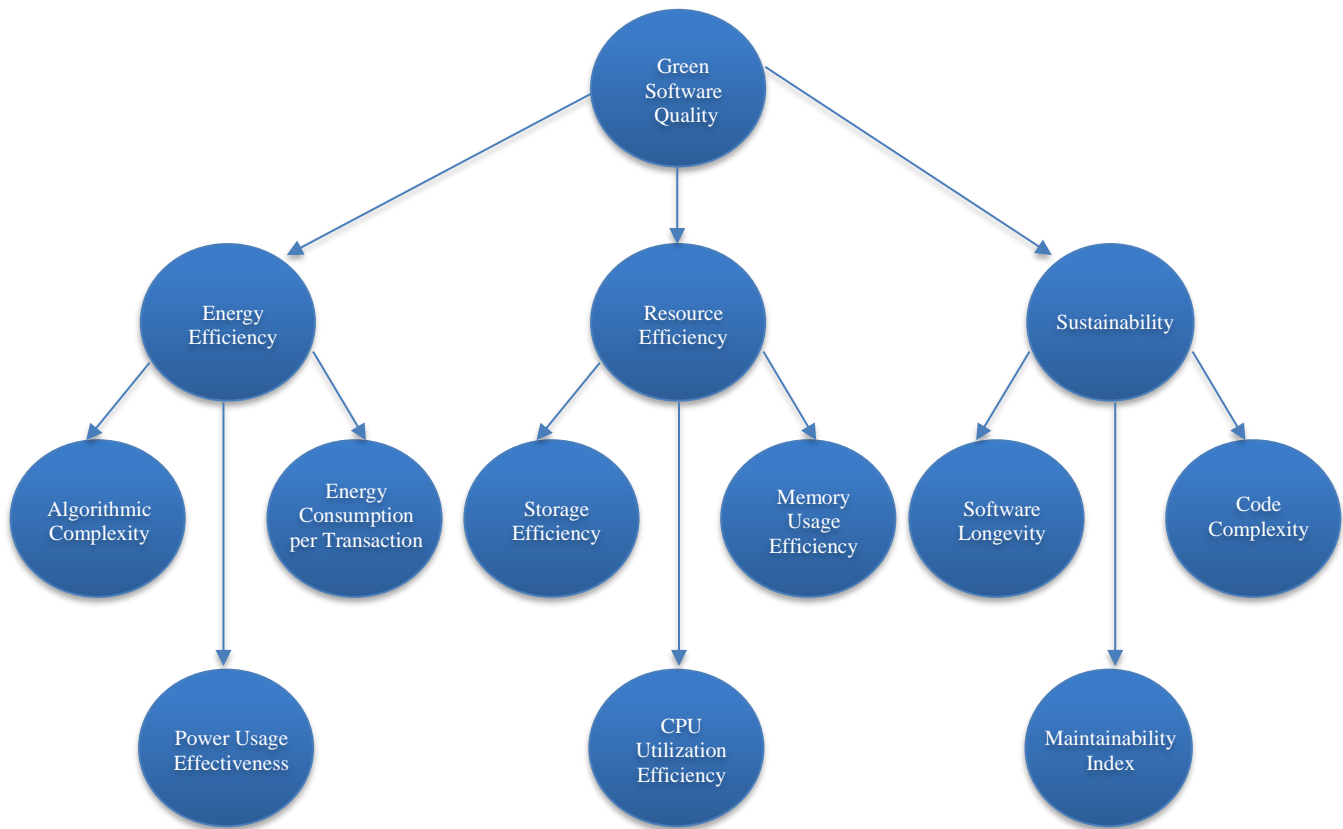 Green
Software
Quality
Energy
Efficiency
Resource
Efficiency
Sustainability
Algorithmic
Complexity
Energy
Consumption
per Transaction
Storage
Efficiency
Memory
Usage
Efficiency
Software
Longevity
Code
Complexity
Power Usage
Effectiveness
CPU
Utilization
Efficiency
Maintainability
Index